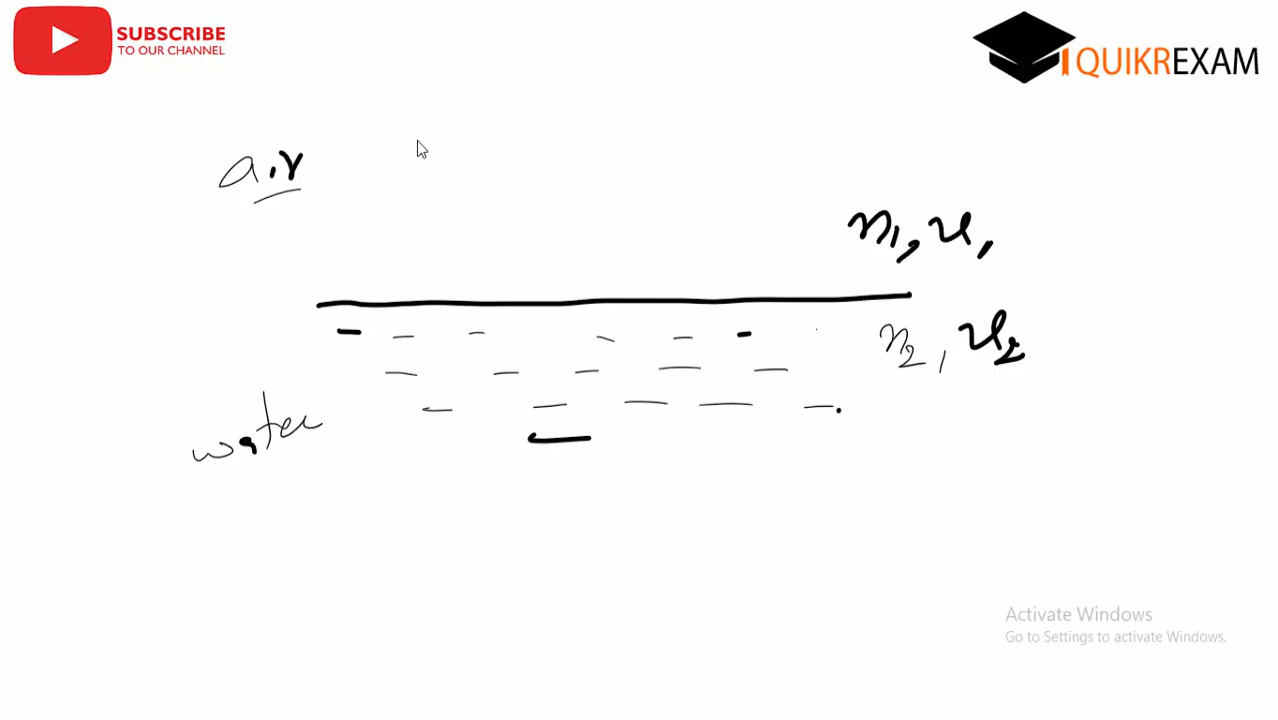 SUBSCRIBE
TO OUR CHANNEL
QUIKREXAM
air
n1, v1
n2, v2
water
Activate Windows
Go to Settings to activate Windows.